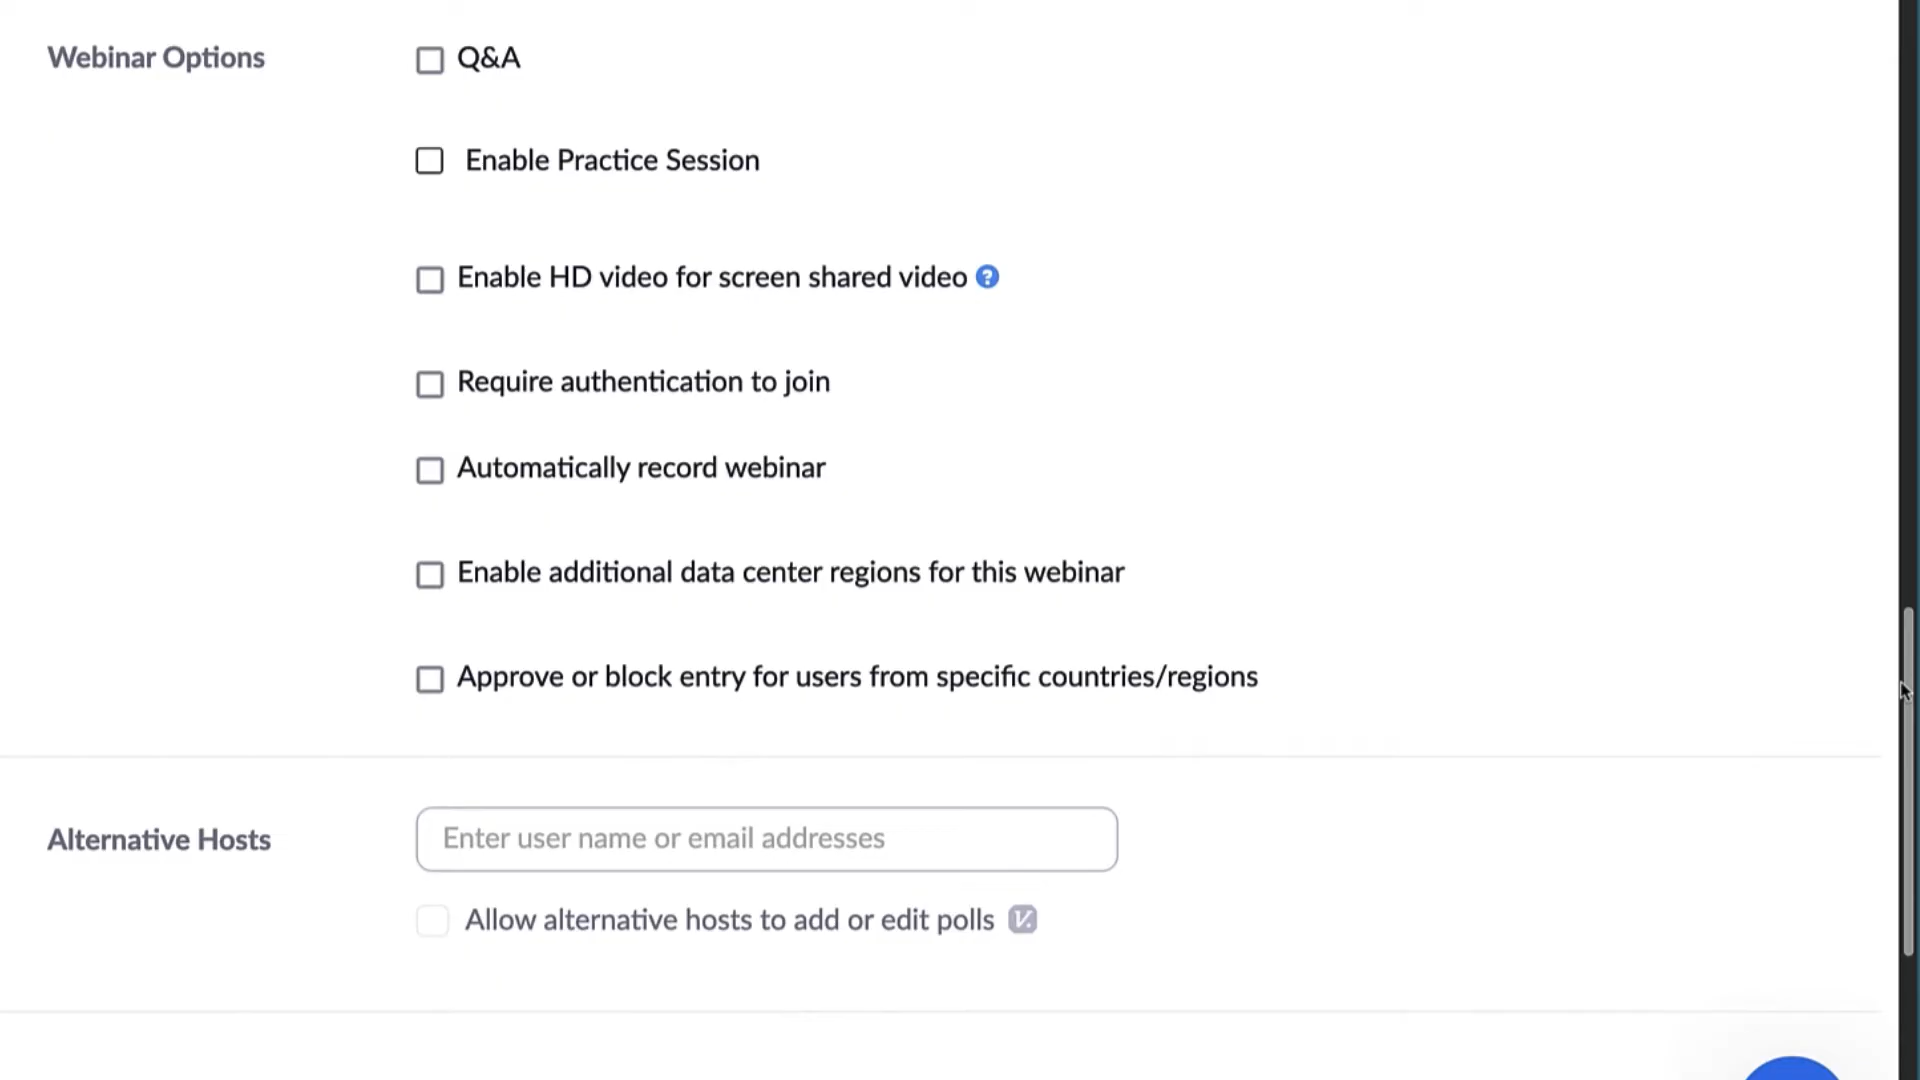 Webinar Options
Q&A
Enable Practice Session
Enable HD video for screen shared video ?
Require authentication to join
Automatically record webinar
Enable additional data center regions for this webinar
Approve or block entry for users from specific countries/regions
Alternative Hosts
Enter user name or email addresses
Allow alternative hosts to add or edit polls